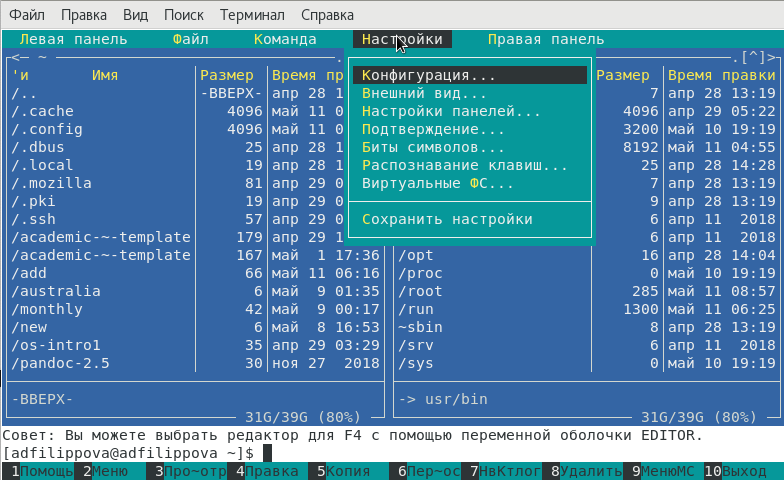 Файл Правка Вид Поиск Терминал Справка
Левая панель Файл Команда Настройки Правая панель
<— ~ . .[^]>
'и Имя Размер Время пр Конфигурация... Размер Время правки
/.. -ВВЕРХ- апр 28 1 Внешний вид... 7 апр 28 13:19
/.cache 4096 май 11 0 Настройки панелей... 4096 апр 29 05:22
/.config 4096 май 11 0 Подтверждение... 3200 май 10 19:19
/.dbus 25 апр 28 1 Биты символов... 8192 май 11 04:55
/.local 19 апр 28 1 Распознавание клавиш... 25 апр 28 14:28
/.mozilla 81 апр 29 0 Виртуальные ФС... 7 апр 28 13:19
/.pki 19 апр 29 0 9 апр 28 13:19
/.ssh 57 апр 29 0 Сохранить настройки 6 апр 11 2018
/academic-~-template 179 апр 29 1 6 апр 11 2018
/academic-~-template 167 май 1 17:36 /opt 16 апр 28 14:04
/add 66 май 11 06:16 /proc 0 май 10 19:19
/australia 6 май 9 01:35 /root 285 май 11 08:57
/monthly 42 май 9 00:17 /run 1300 май 11 06:25
/new 6 май 8 16:53 ~sbin 8 апр 28 13:19
/os-intro1 35 апр 29 03:29 /srv 6 апр 11 2018
/pandoc-2.5 30 ноя 27 2018 /sys 0 май 10 19:19
-ВВЕРХ- -> usr/bin
31G/39G (80%) 31G/39G (80%)
Совет: Вы можете выбрать редактор для F4 с помощью переменной оболочки EDITOR.
[adfilippova@adfilippova ~]$
1Помощь 2Меню 3Про~отр 4Правка 5Копия 6Пер~ос 7НвКтлог 8Удалить 9МенюМС 10Выход